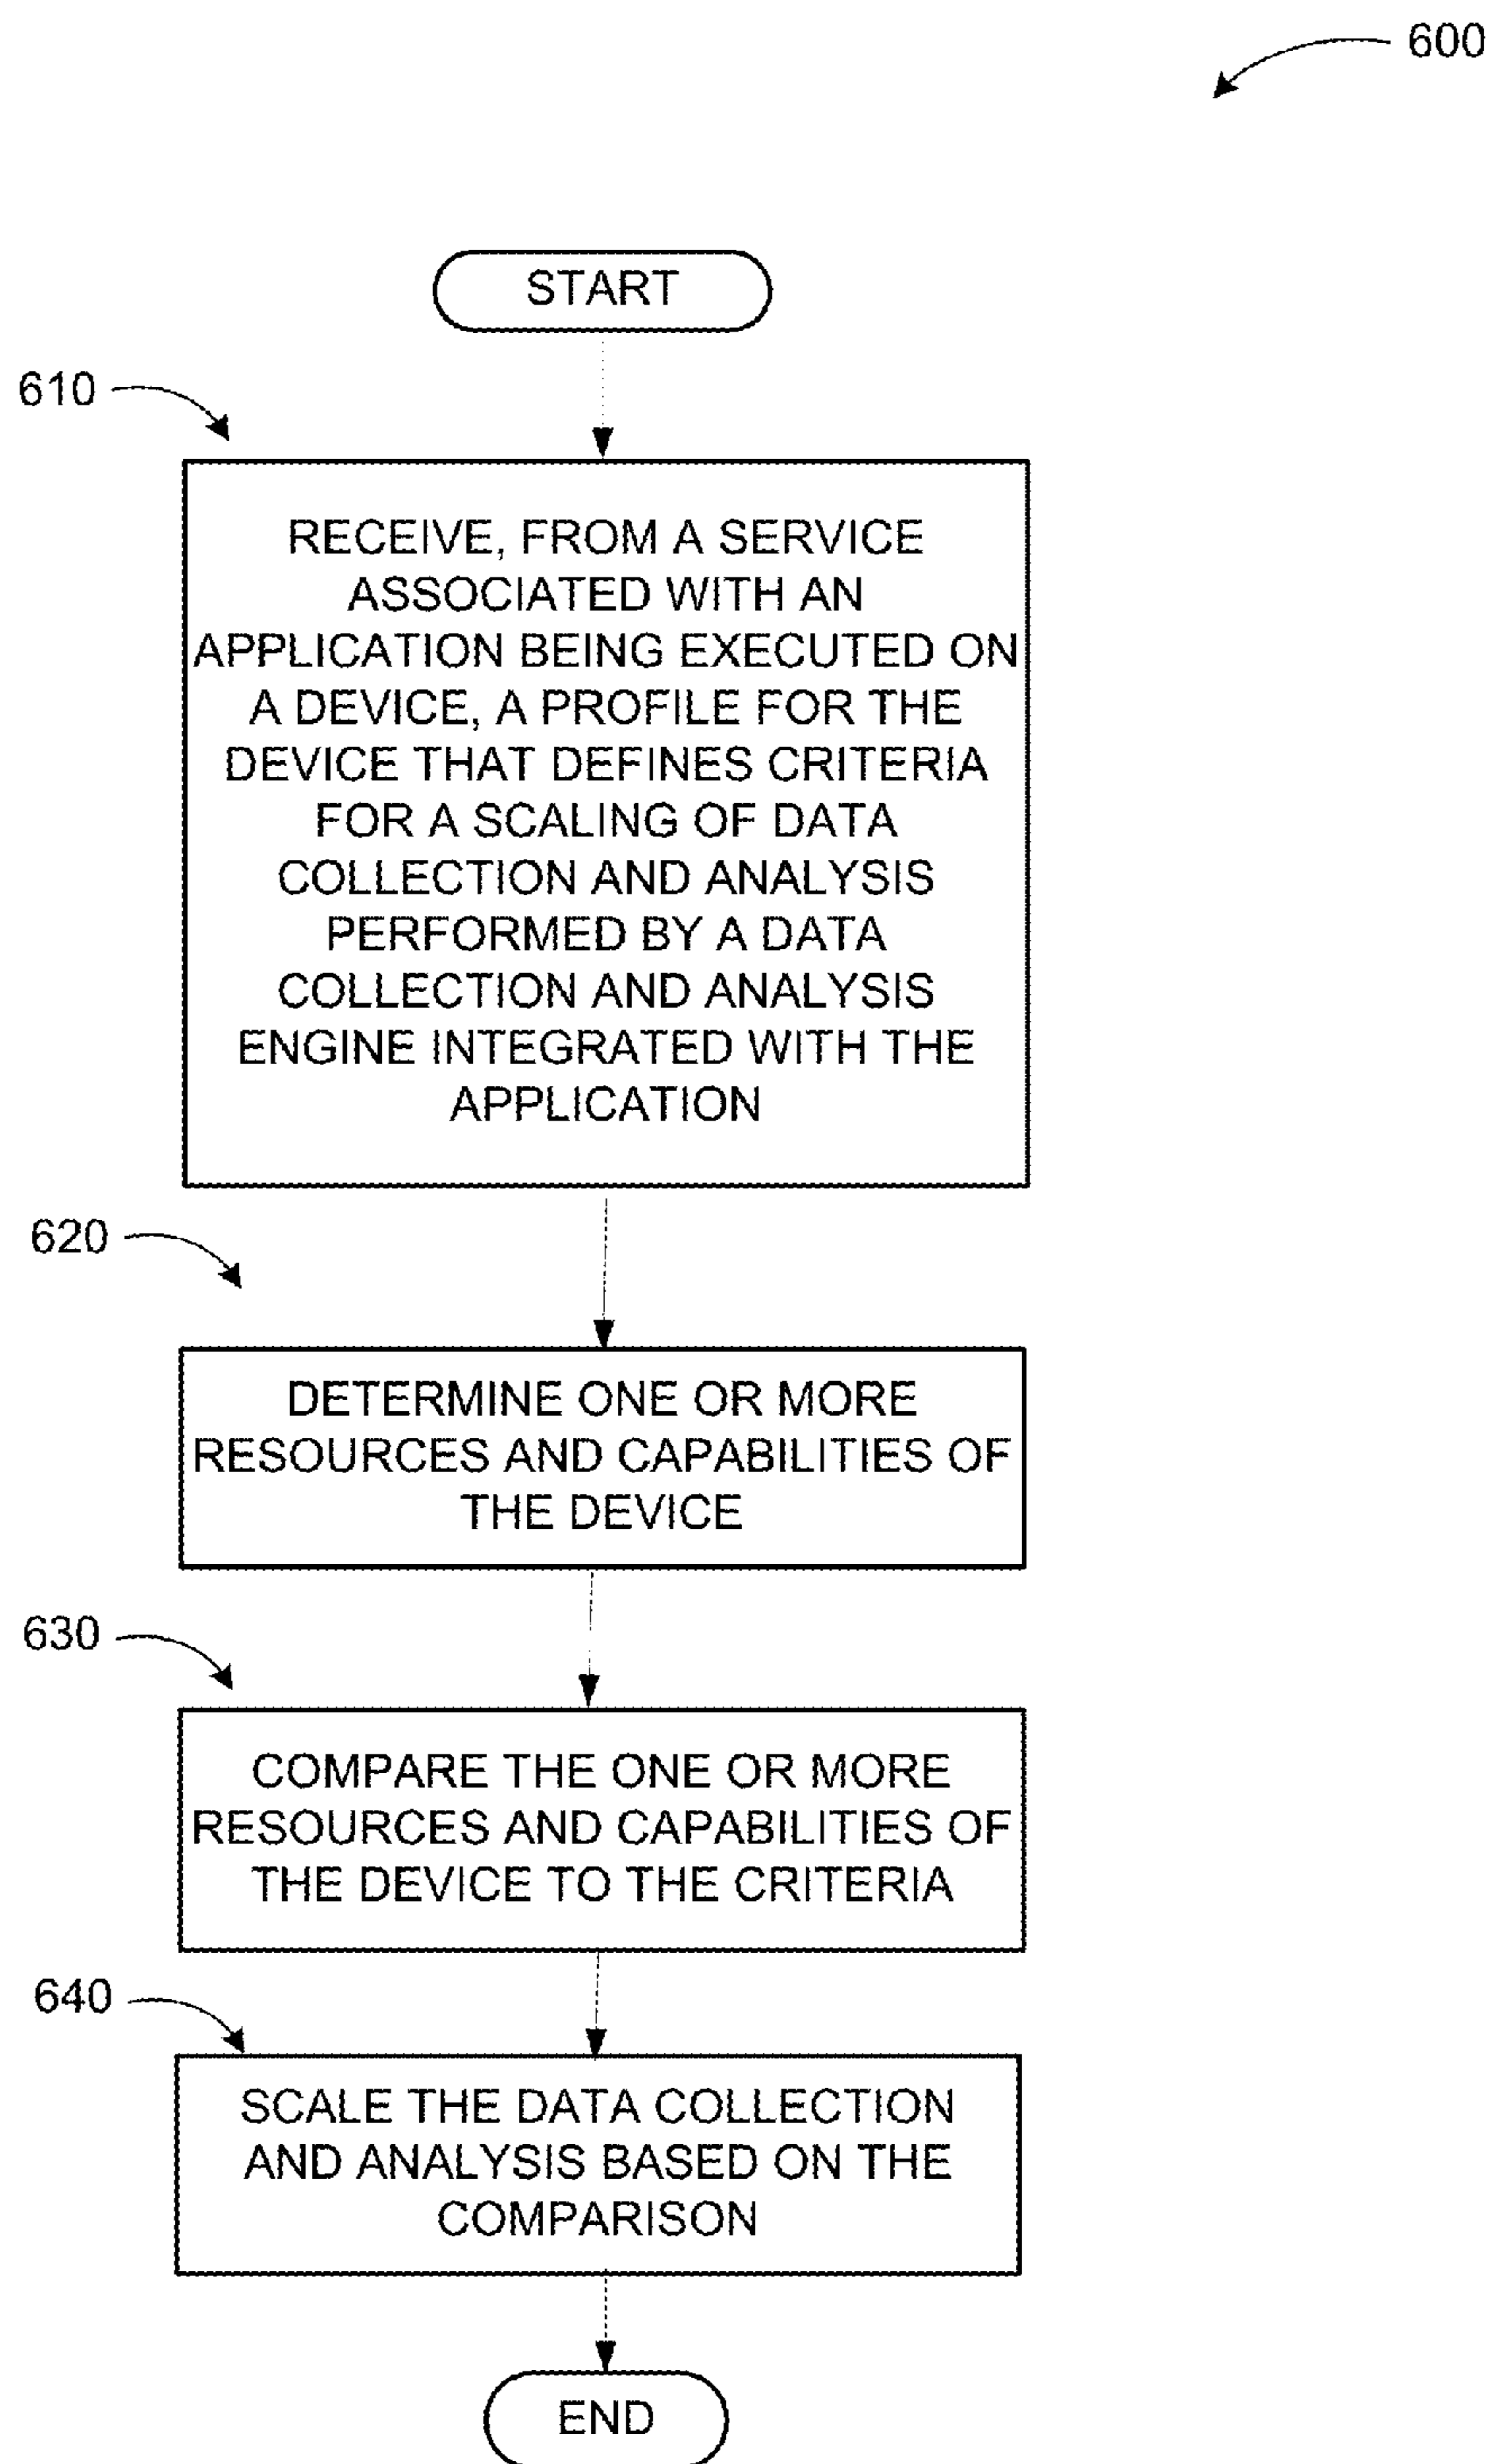 600
START
610
RECEIVE, FROM A SERVICE
ASSOCIATED WITH AN
APPLICATION BEING EXECUTED ON
A DEVICE, A PROFILE FOR THE
DEVICE THAT DEFINES CRITERIA
FOR A SCALING OF DATA
COLLECTION AND ANALYSIS
PERFORMED BY A DATA
COLLECTION AND ANALYSIS
ENGINE INTEGRATED WITH THE
APPLICATION
620
DETERMINE ONE OR MORE
RESOURCES AND CAPABILITIES OF
THE DEVICE
630
COMPARE THE ONE OR MORE
RESOURCES AND CAPABILITIES OF
THE DEVICE TO THE CRITERIA
640
SCALE THE DATA COLLECTION
AND ANALYSIS BASED ON THE
COMPARISON
END